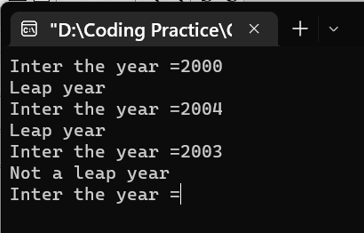 "D:\Coding Practice\
Inter the year =2000
Leap year
Inter the year =2004
Leap year
Inter the year =2003
Not a leap year
Inter the year =